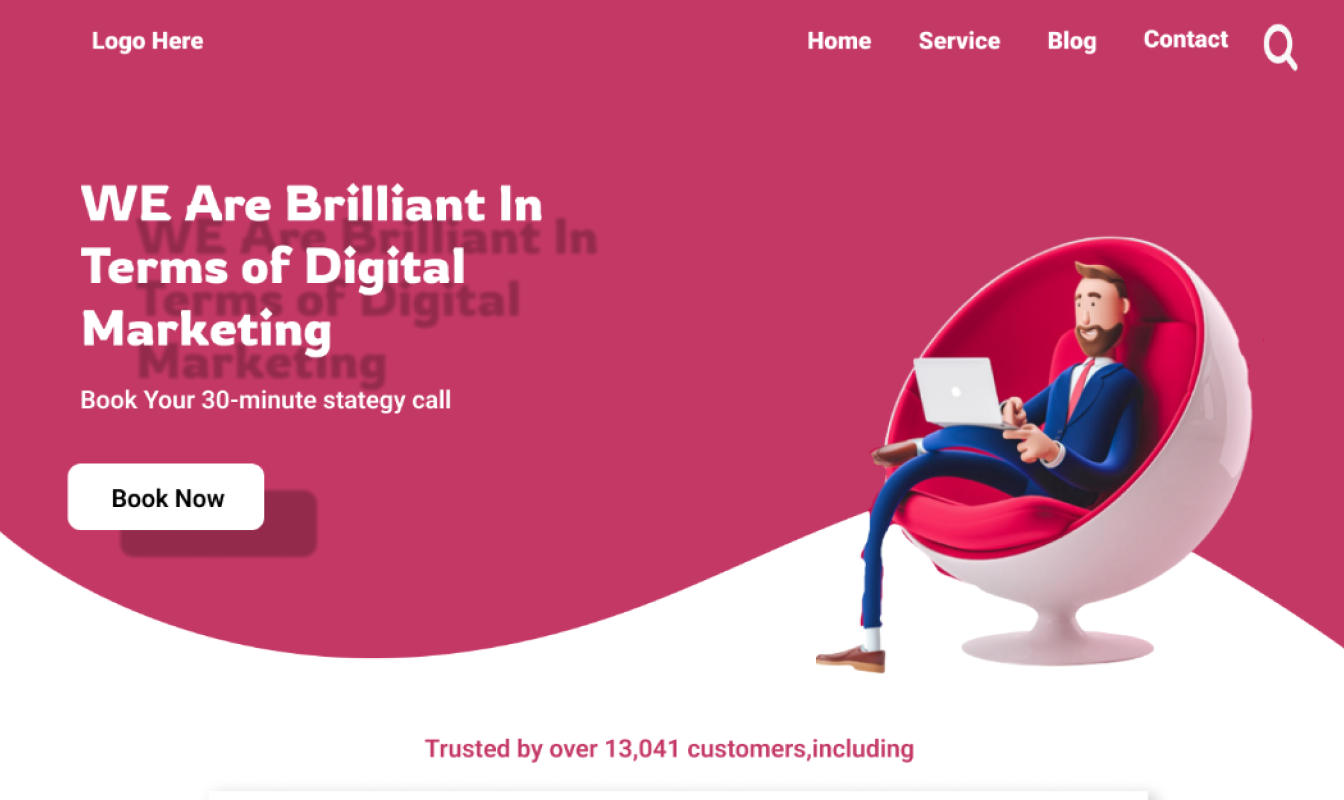 Logo Here
Home Service Blog Contact
WE Are Brilliant In
Terms of Digital
Marketing
Book Your 30-minute stategy call
Book Now
Trusted by over 13,041 customers,including